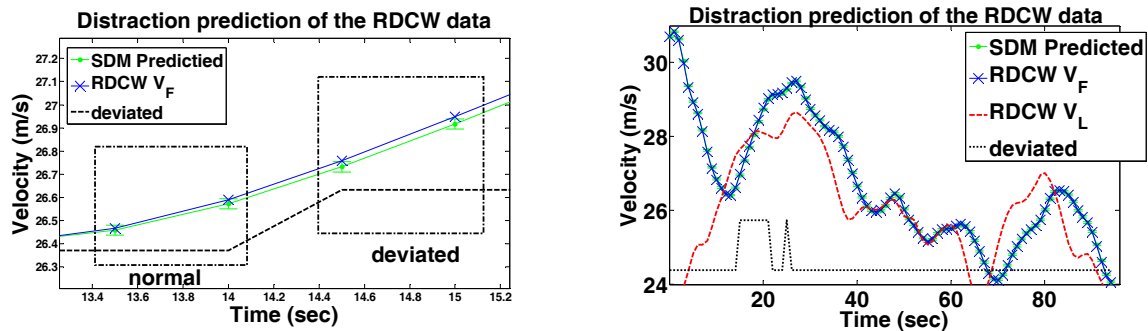 Distraction prediction of the RDCW data
27.2
27.1
27
26.9
26.8
26.7
26.6
26.5
26.4
26.3
Velocity (m/s)
SDM Predictied
RDCW V_F
deviated
normal
deviated
13.4 13.6 13.8 14 14.2 14.4 14.6 14.8 15 15.2
Time (sec)
Distraction prediction of the RDCW data
30
28
26
24
Velocity (m/s)
SDM Predicted
RDCW V_F
RDCW V_L
deviated
20 40 60 80
Time (sec)